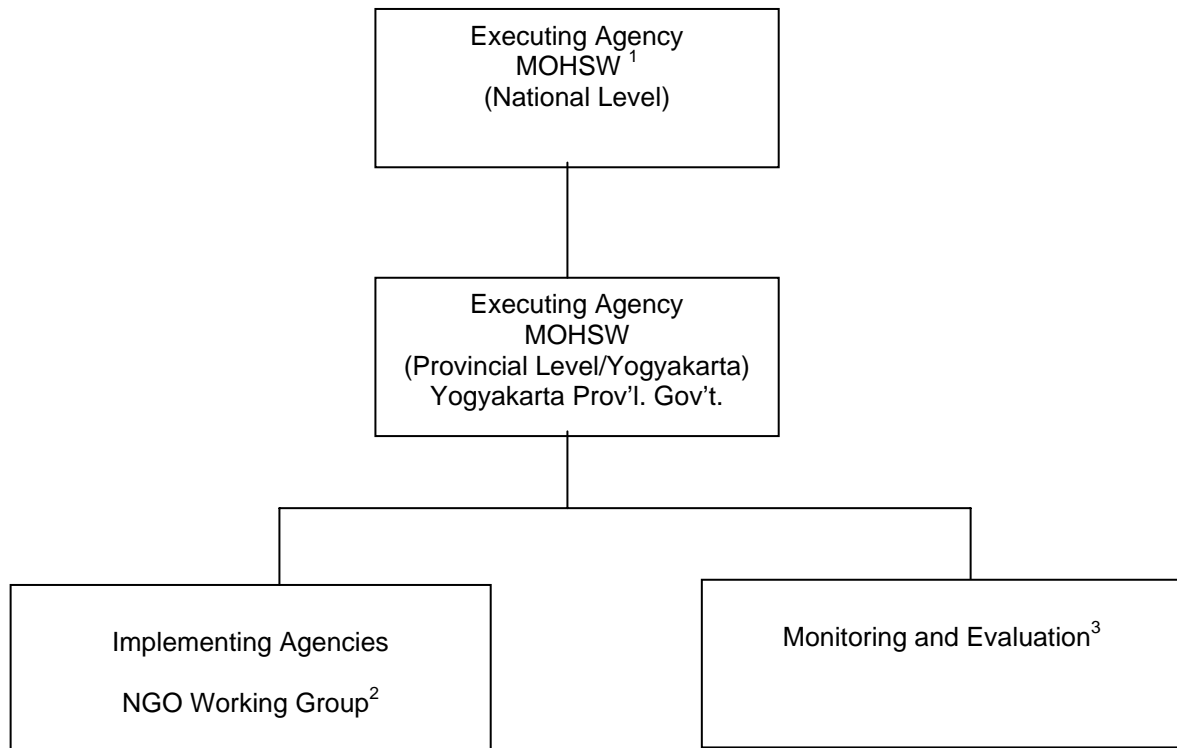 Executing Agency
MOHSW ¹
(National Level)
Executing Agency
MOHSW
(Provincial Level/Yogyakarta)
Yogyakarta Prov’l. Gov’t.
Implementing Agencies
NGO Working Group²
Monitoring and Evaluation³